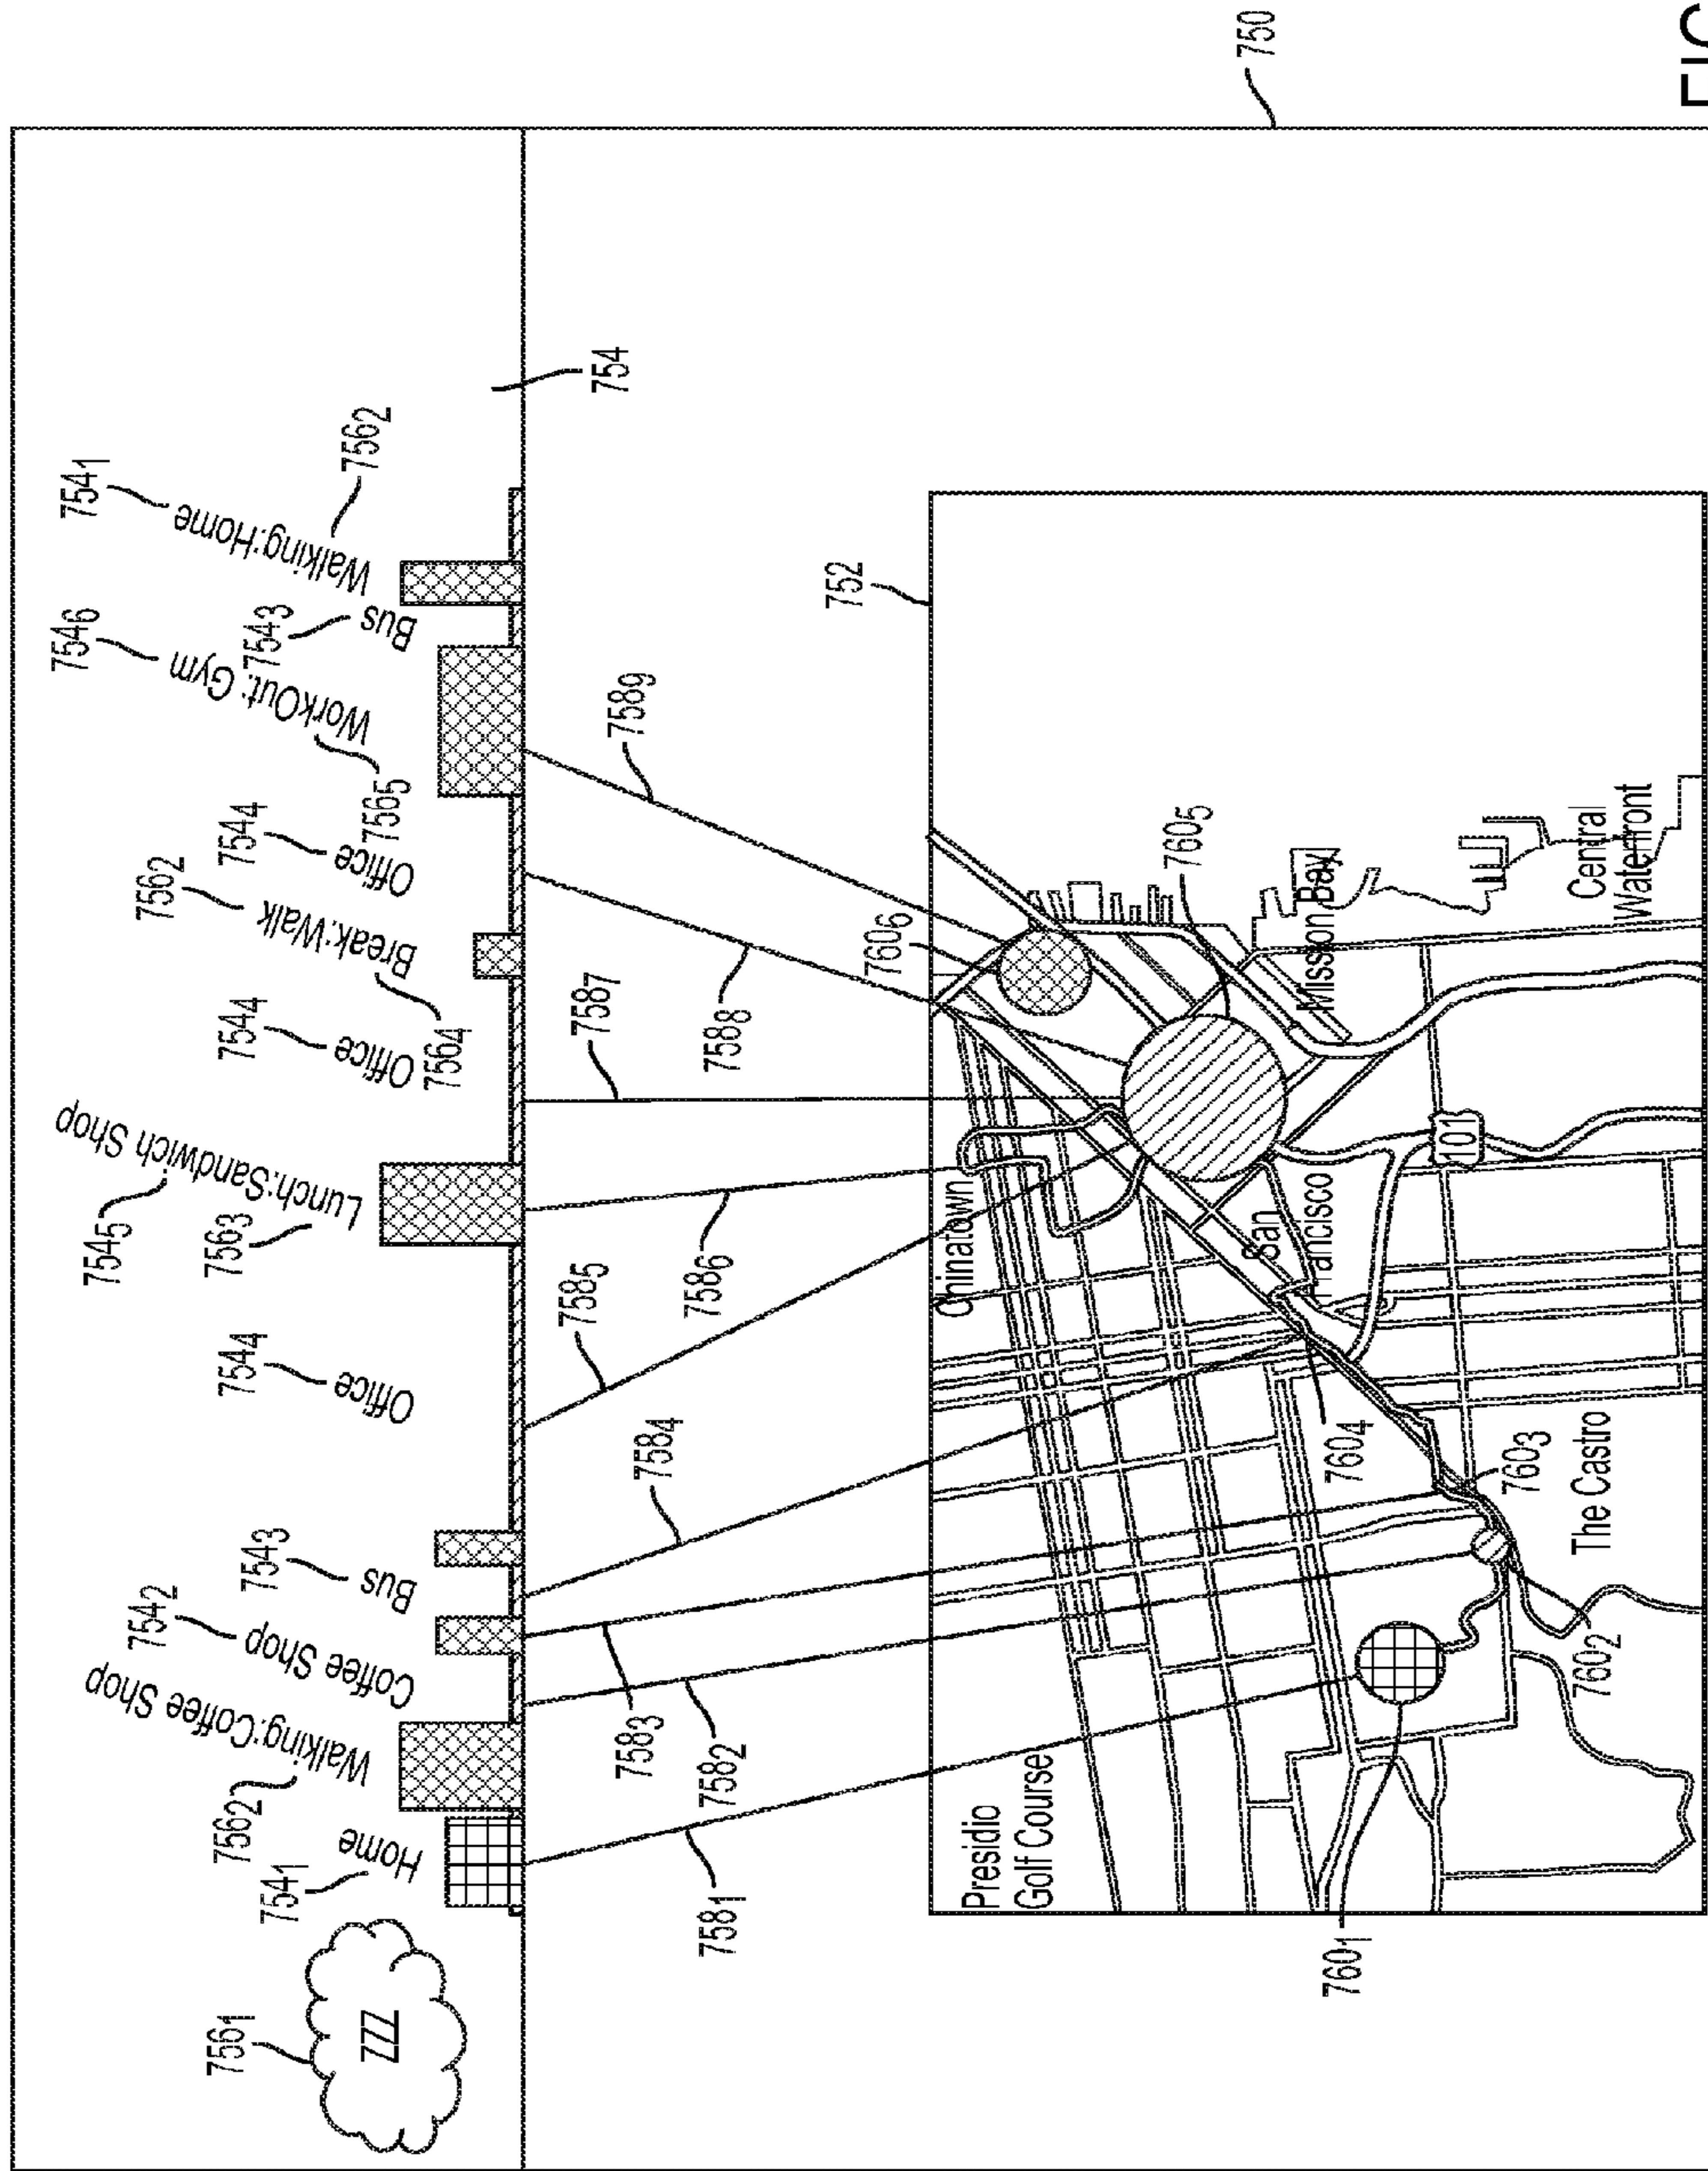 FIG
750
754₁
Walking:Home
756₂
754₆
754₃
Bus
WorkOut: Gym
756₅
754₄
Office
756₂
Break:Walk
756₄
754₄
Office
754₅
Lunch:Sandwich Shop
756₃
754₄
Office
754₃
Bus
754₂
Coffee Shop
Walking:Coffee Shop
756₂
754₁
Home
756₁
ZZZ
754
758₁
758₂
758₃
758₄
758₅
758₆
758₇
758₈
758₉
752
Presidio
Golf Course
Chinatown
San
Francisco
Mission Bay
Central
Waterfront
101
The Castro
760₁
760₂
760₃
760₄
760₅
760₆